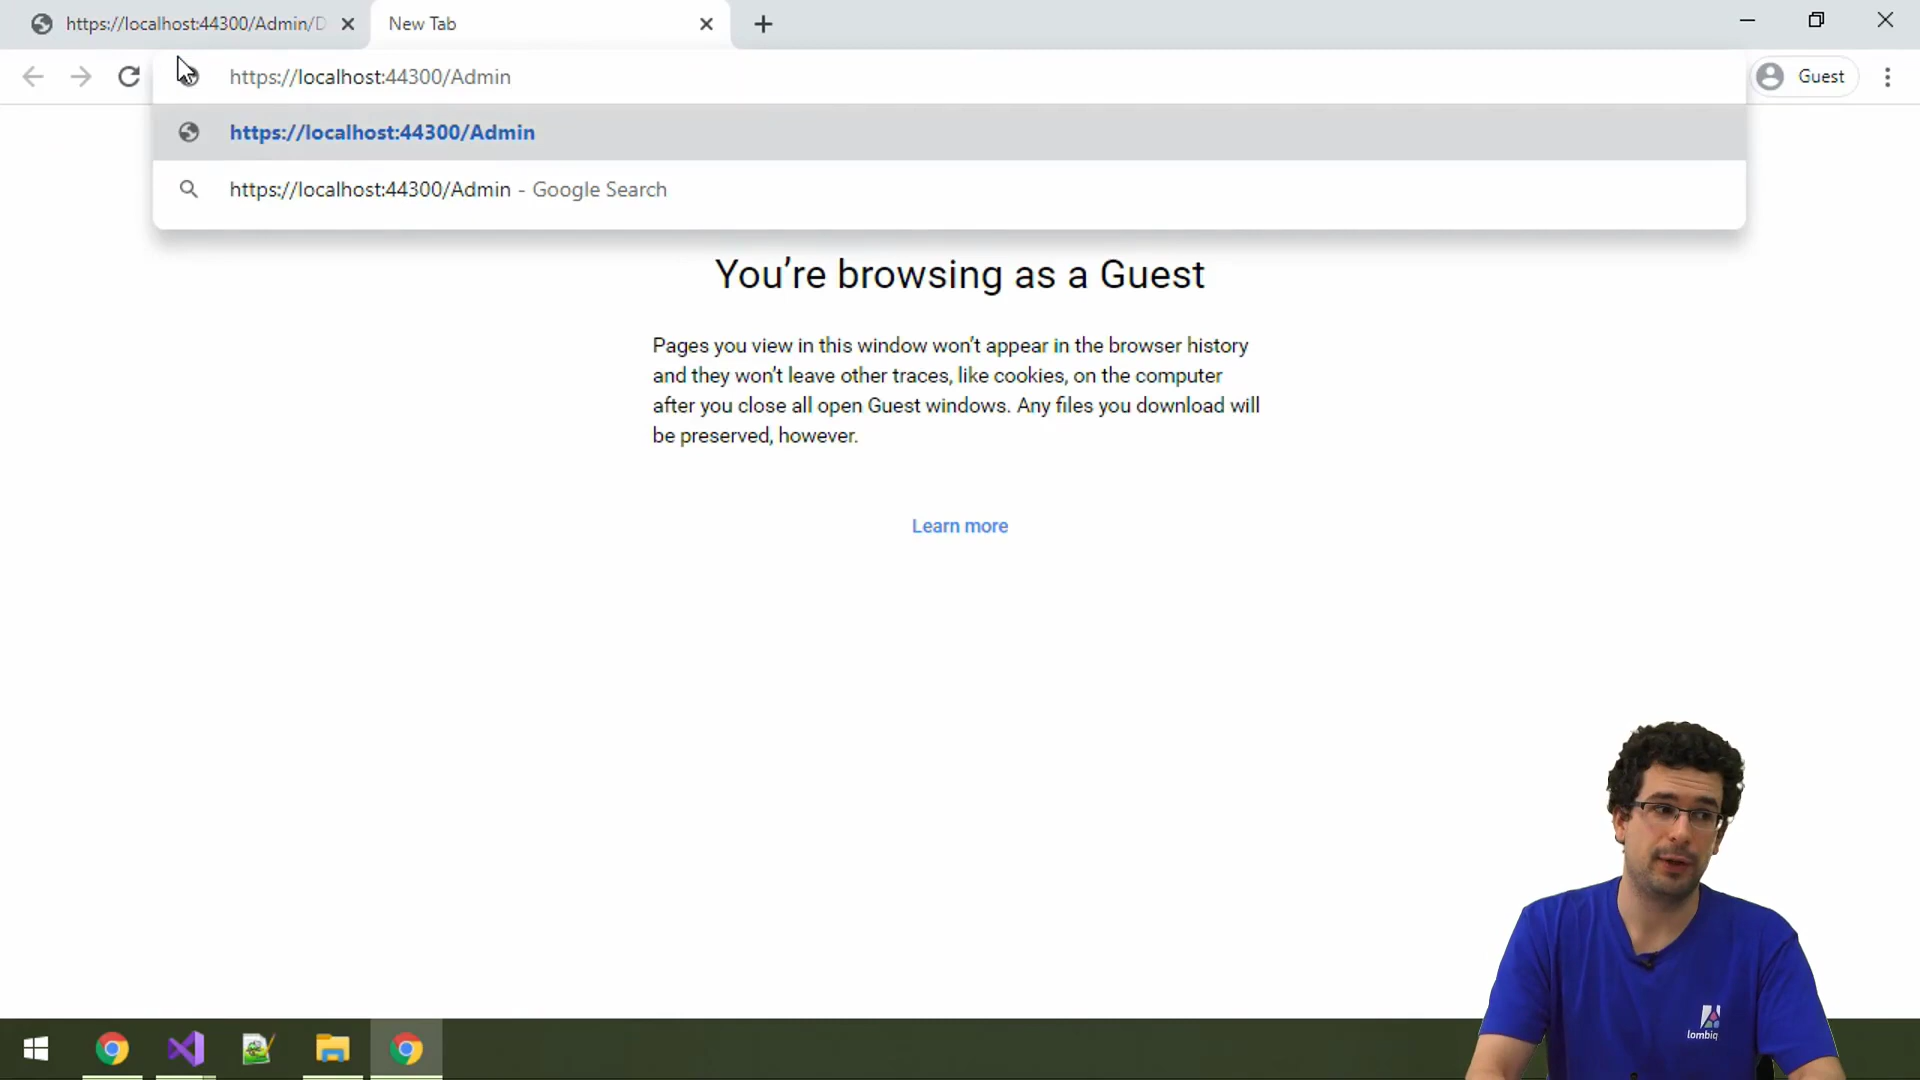 https://localhost:44300/Admin/D
New Tab
https://localhost:44300/Admin
Guest
https://localhost:44300/Admin
https://localhost:44300/Admin - Google Search
You're browsing as a Guest
Pages you view in this window won't appear in the browser history
and they won't leave other traces, like cookies, on the computer
after you close all open Guest windows. Any files you download will
be preserved, however.
Learn more
lombiq